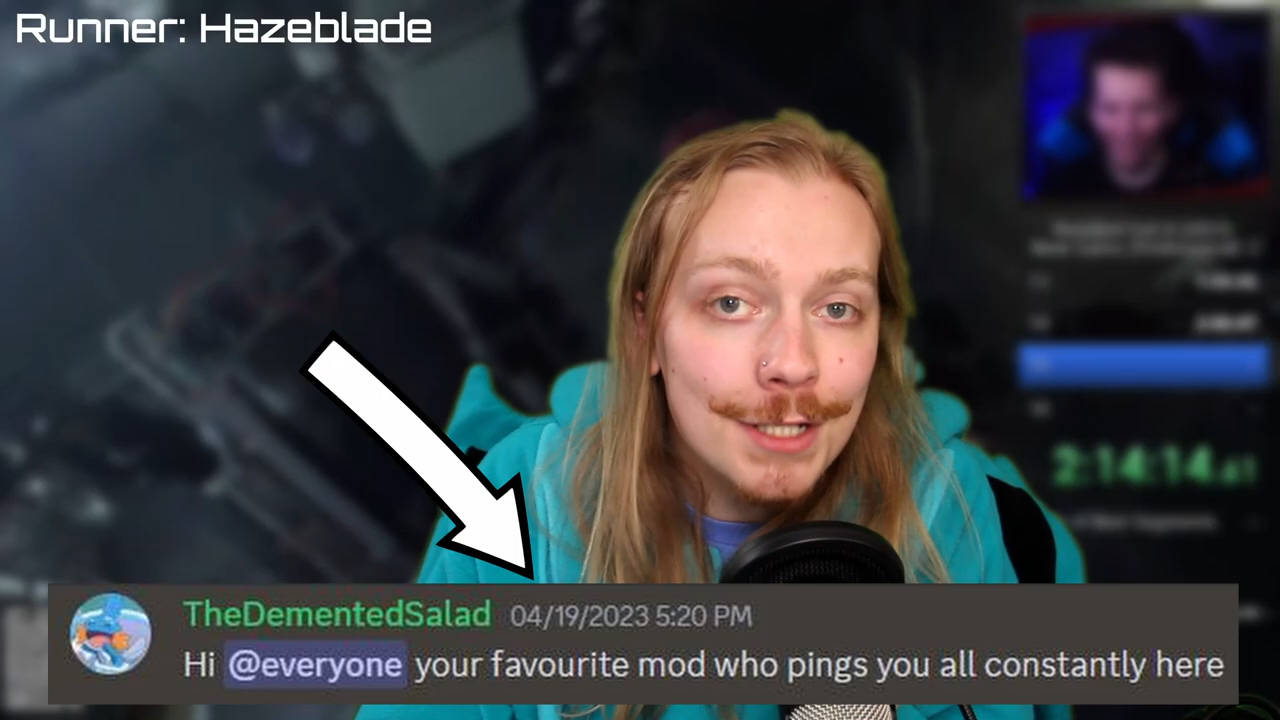 Runner: Hazeblade
2:14:14
TheDementedSalad 04/19/2023 5:20 PM
Hi @everyone your favourite mod who pings you all constantly here